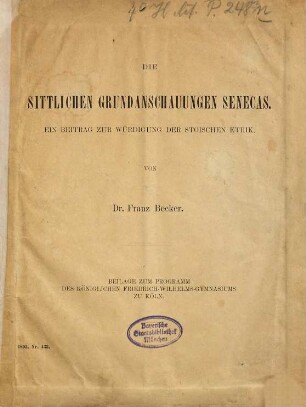 DIE
SITTLICHEN GRUNDANSCHAUUNGEN SENECAS.
EIN BEITRAG ZUR WÜRDIGUNG DER STOISCHEN ETHIK.
VON
Dr. Franz Becker.
BEILAGE ZUM PROGRAMM
DES KÖNIGLICHEN FRIEDRICH-WILHELMS-GYMNASIUMS
ZU KÖLN.
Bayerische
Staatsbibliothek
München